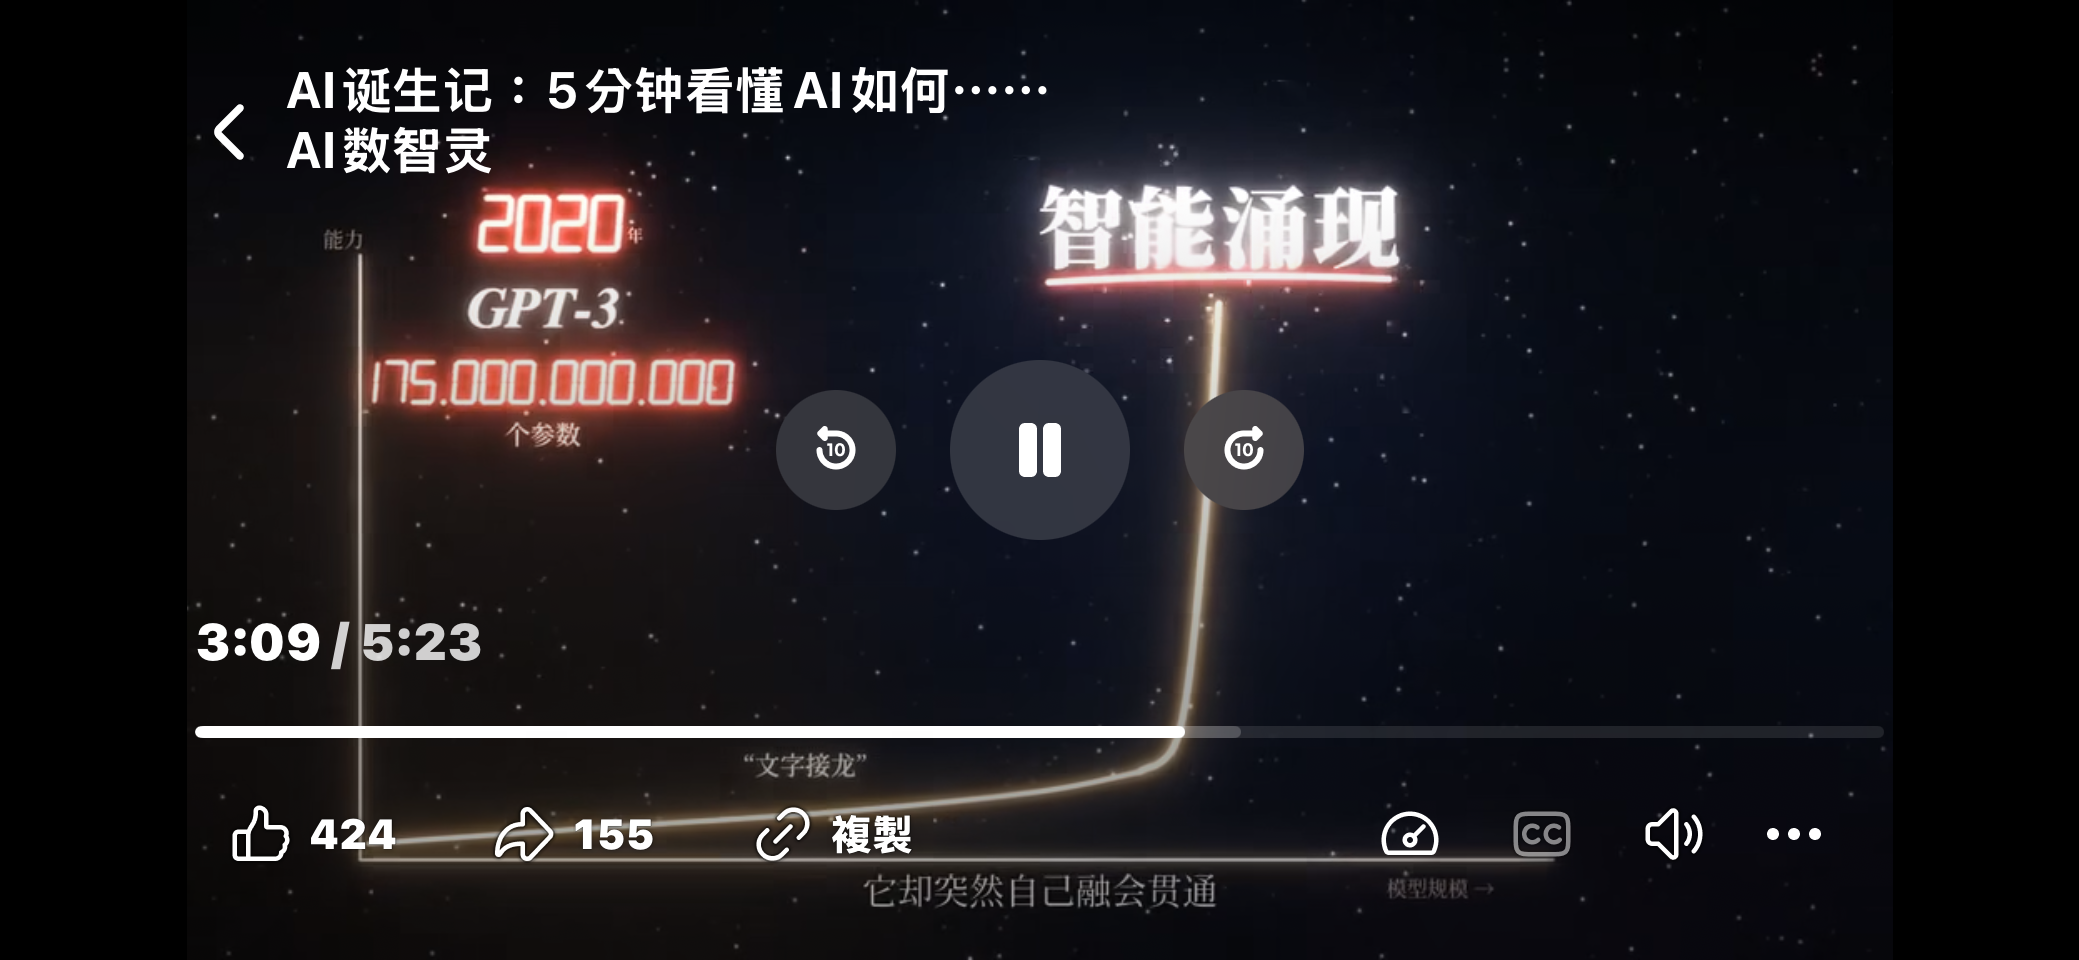 AI诞生记：5分钟看懂AI如何……
AI数智灵
能力
2020年
GPT-3
175.000.000.000
个参数
智能涌现
10
10
3:09 / 5:23
“文字接龙”
424
155
複製
CC
它却突然自己融会贯通
模型规模→